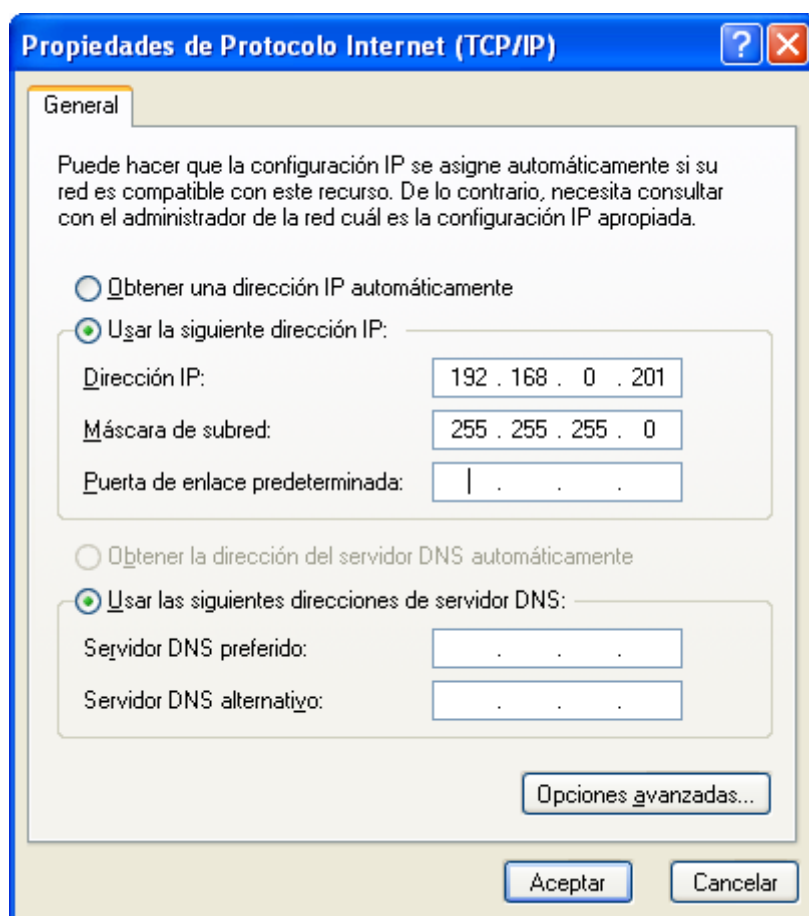 Propiedades de Protocolo Internet (TCP/IP)
General
Puede hacer que la configuración IP se asigne automáticamente si su
red es compatible con este recurso. De lo contrario, necesita consultar
con el administrador de la red cuál es la configuración IP apropiada.
Obtener una dirección IP automáticamente
Usar la siguiente dirección IP:
Dirección IP: 192 . 168 . 0 . 201
Máscara de subred: 255 . 255 . 255 . 0
Puerta de enlace predeterminada: . . .
Obtener la dirección del servidor DNS automáticamente
Usar las siguientes direcciones de servidor DNS:
Servidor DNS preferido: . . .
Servidor DNS alternativo: . . .
Opciones avanzadas...
Aceptar Cancelar